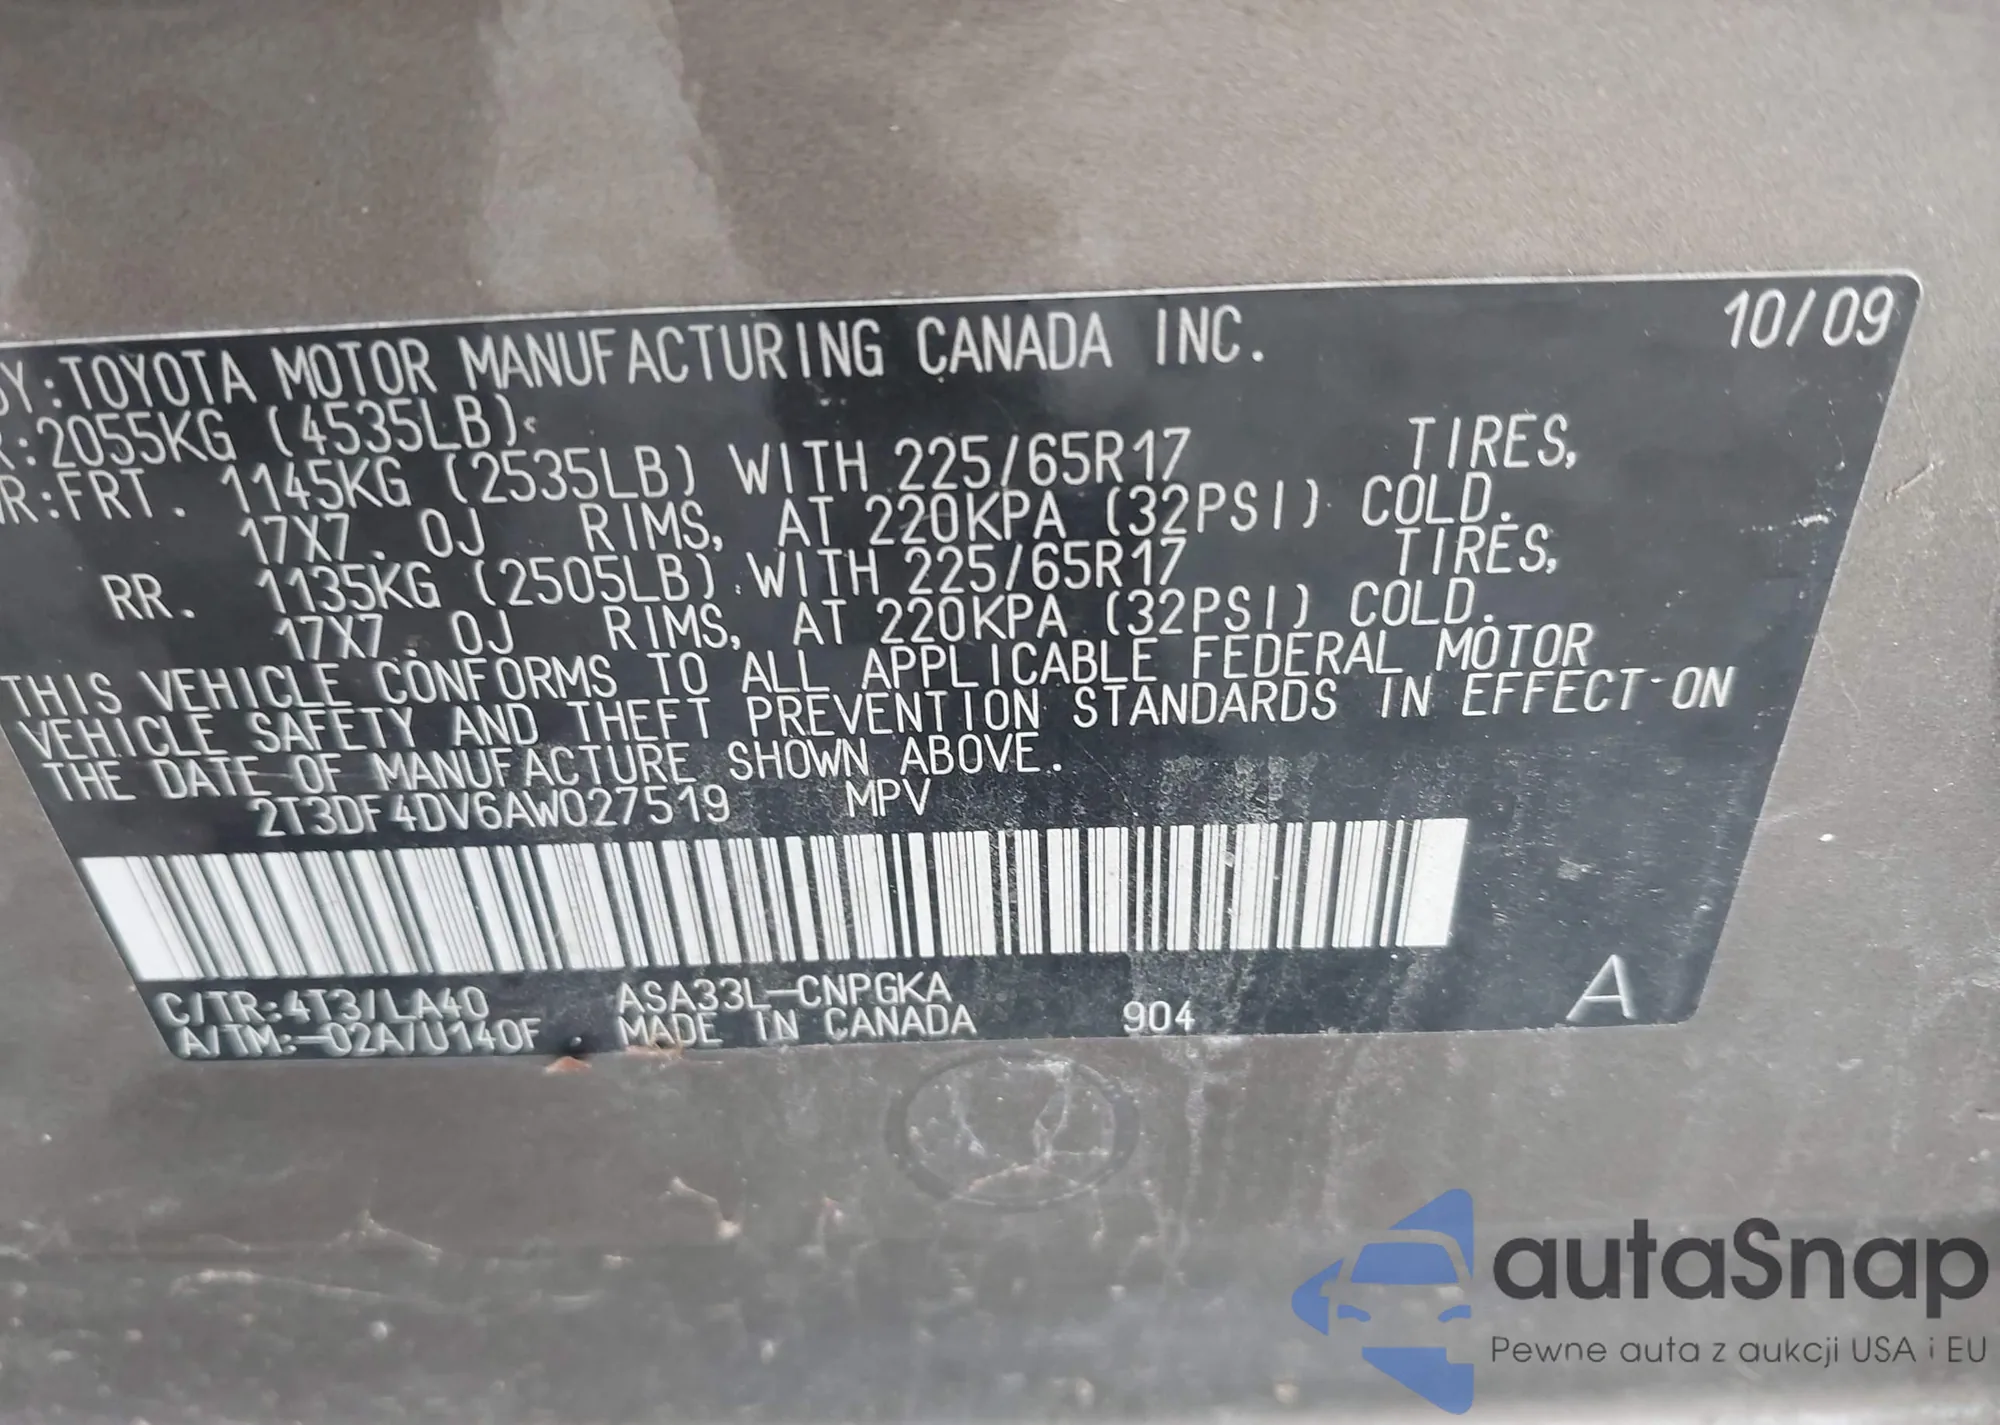 BY:TOYOTA MOTOR MANUFACTURING CANADA INC. 10/09
R:2055KG (4535LB)
R:FRT. 1145KG (2535LB) WITH 225/65R17 TIRES,
17X7.0J RIMS, AT 220KPA (32PSI) COLD.
RR. 1135KG (2505LB) WITH 225/65R17 TIRES,
17X7.0J RIMS, AT 220KPA (32PSI) COLD.
THIS VEHICLE CONFORMS TO ALL APPLICABLE FEDERAL MOTOR
VEHICLE SAFETY AND THEFT PREVENTION STANDARDS IN EFFECT ON
THE DATE OF MANUFACTURE SHOWN ABOVE.
2T3DF4DV6AW027519 MPV
C/TR:4T3/LA40 ASA33L-CNPGKA
A/TM:-02A/U140F MADE IN CANADA 904 A
autaSnap
Pewne auta z aukcji USA i EU